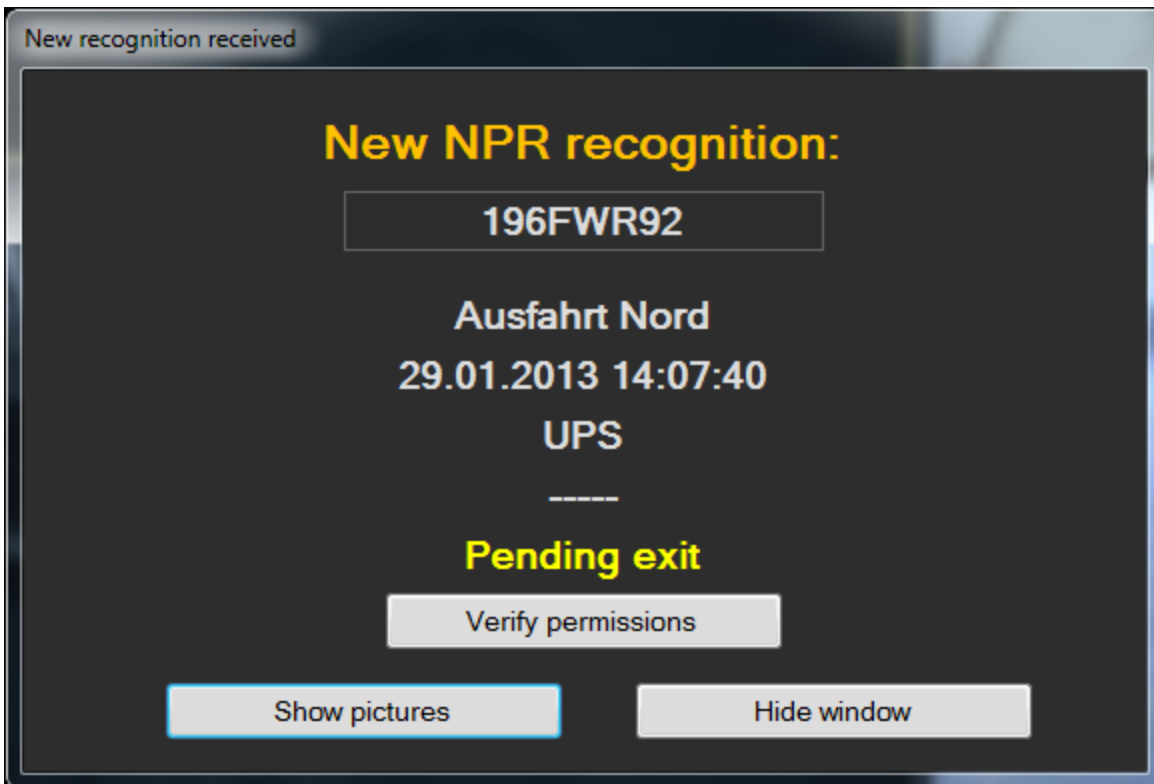 New recognition received
New NPR recognition:
196FWR92
Ausfahrt Nord
29.01.2013 14:07:40
UPS
-----
Pending exit
Verify permissions
Show pictures
Hide window